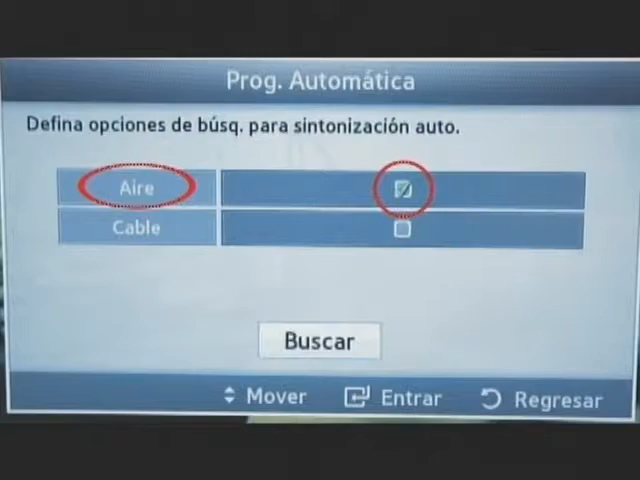 Prog. Automática
Defina opciones de búsq. para sintonización auto.
Aire
Cable
Buscar
Mover Entrar Regresar